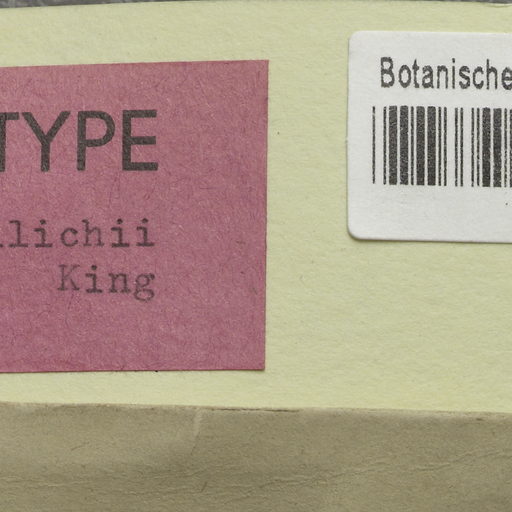 TYPE
llichii
King
Botanische